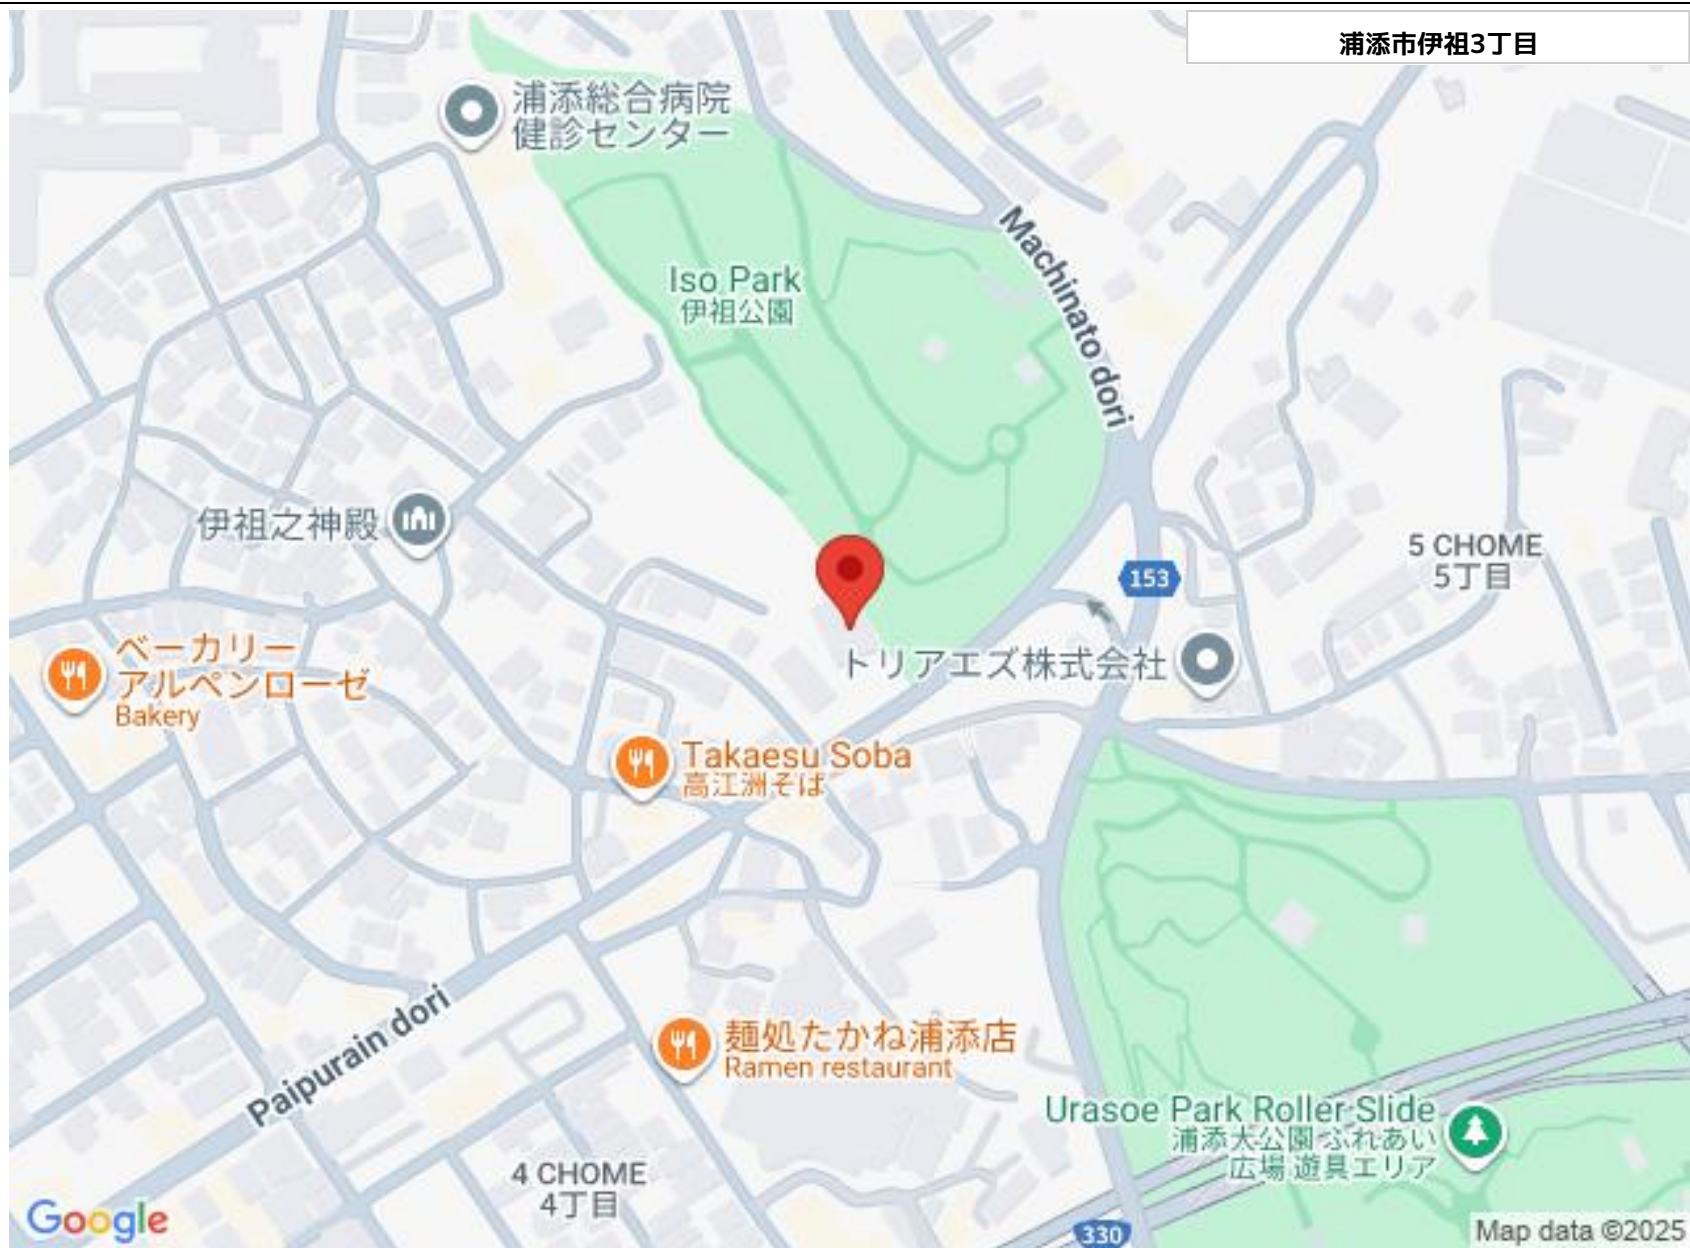 浦添市伊祖3丁目
浦添総合病院
健診センター
Machinato dori
Iso Park
伊祖公園
伊祖之神殿
5 CHOME
5丁目
153
ベーカリー
アルペンローゼ
Bakery
トリアエズ株式会社
Takaesu Soba
高江洲そば
Paipurain dori
麺処たかね浦添店
Ramen restaurant
Urasoe Park Roller Slide
浦添大公園 ふれあい
広場 遊具エリア
4 CHOME
4丁目
330
Google
Map data ©2025